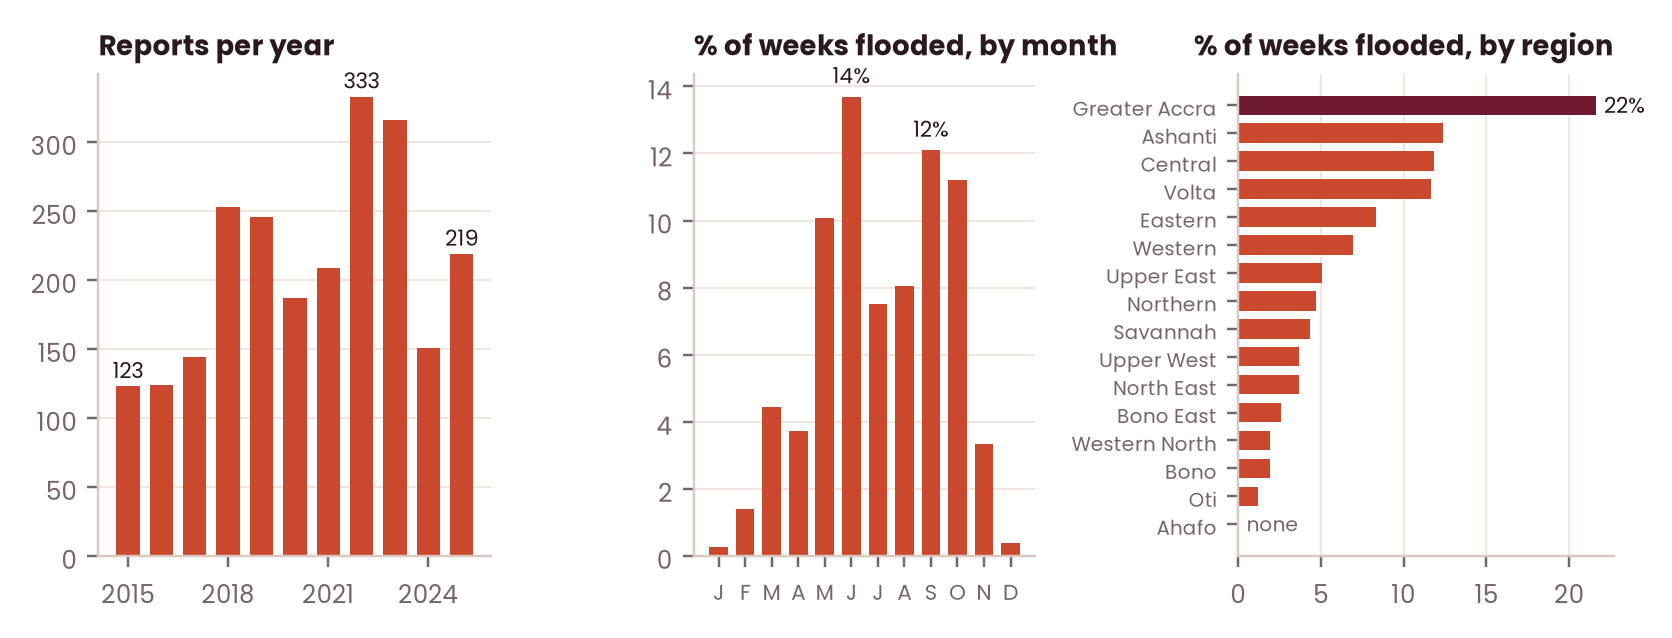 Reports per year
333
219
123
300
250
200
150
100
50
0
2015 2018 2021 2024
% of weeks flooded, by month
14%
12%
14
12
10
8
6
4
2
0
J F M A M J J A S O N D
% of weeks flooded, by region
Greater Accra 22%
Ashanti
Central
Volta
Eastern
Western
Upper East
Northern
Savannah
Upper West
North East
Bono East
Western North
Bono
Oti
Ahafo none
0 5 10 15 20